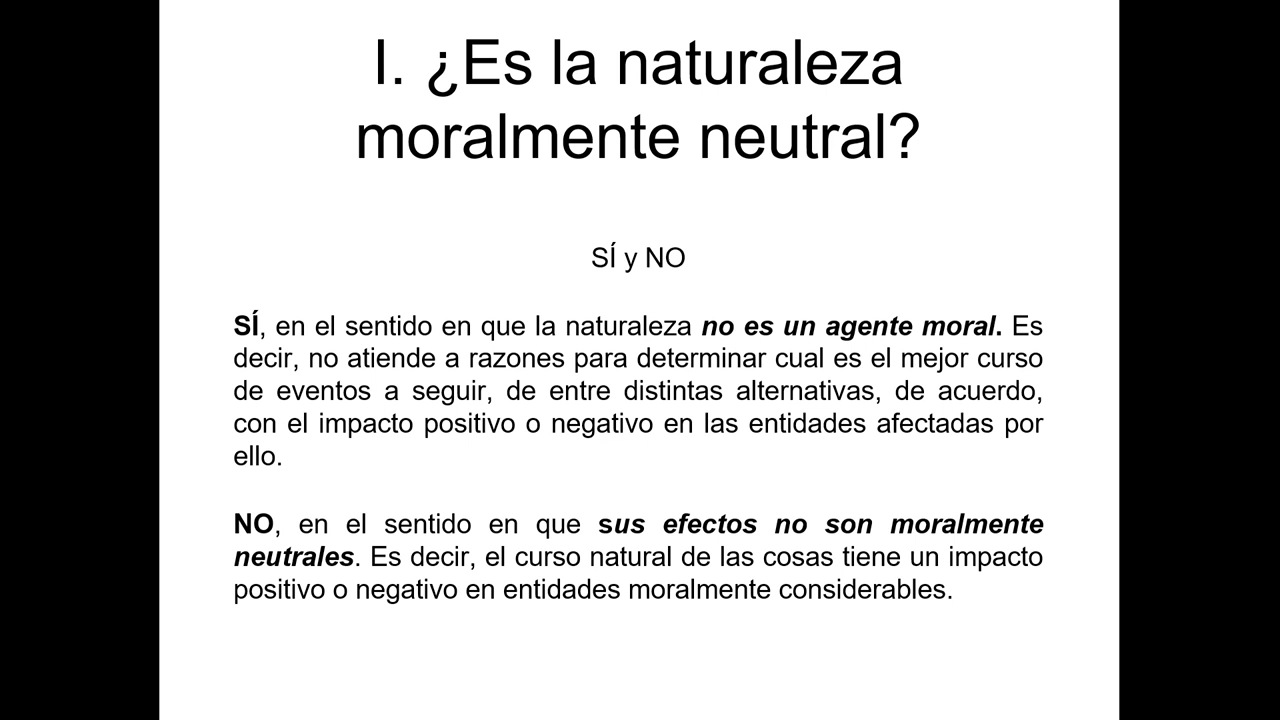 I. ¿Es la naturaleza
moralmente neutral?
SÍ y NO
SÍ, en el sentido en que la naturaleza no es un agente moral. Es
decir, no atiende a razones para determinar cual es el mejor curso
de eventos a seguir, de entre distintas alternativas, de acuerdo,
con el impacto positivo o negativo en las entidades afectadas por
ello.
NO, en el sentido en que sus efectos no son moralmente
neutrales. Es decir, el curso natural de las cosas tiene un impacto
positivo o negativo en entidades moralmente considerables.